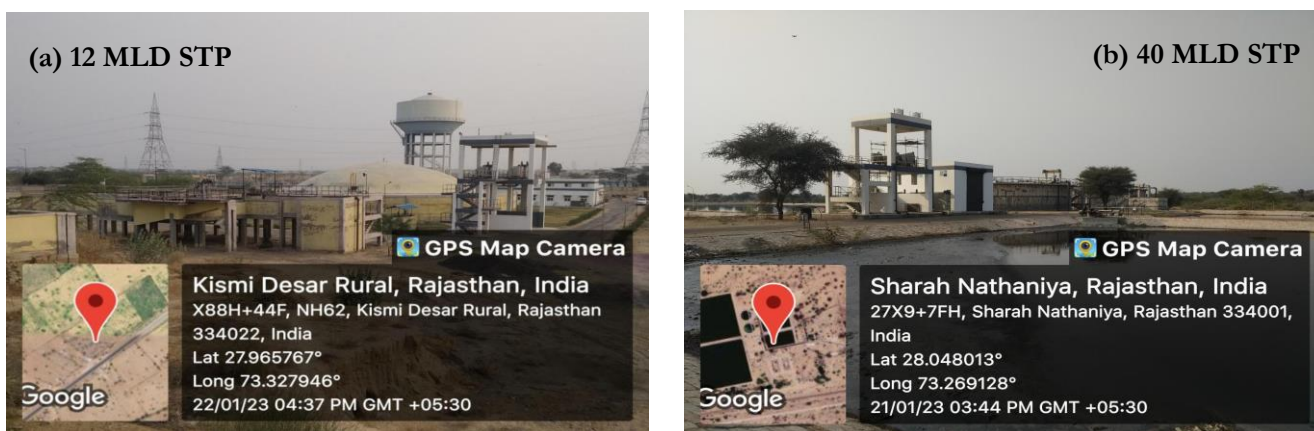 (a) 12 MLD STP
GPS Map Camera
Kismi Desar Rural, Rajasthan, India
X88H+44F, NH62, Kismi Desar Rural, Rajasthan
334022, India
Lat 27.965767°
Long 73.327946°
22/01/23 04:37 PM GMT +05:30
Google
(b) 40 MLD STP
GPS Map Camera
Sharah Nathaniya, Rajasthan, India
27X9+7FH, Sharah Nathaniya, Rajasthan 334001,
India
Lat 28.048013°
Long 73.269128°
21/01/23 03:44 PM GMT +05:30
Google